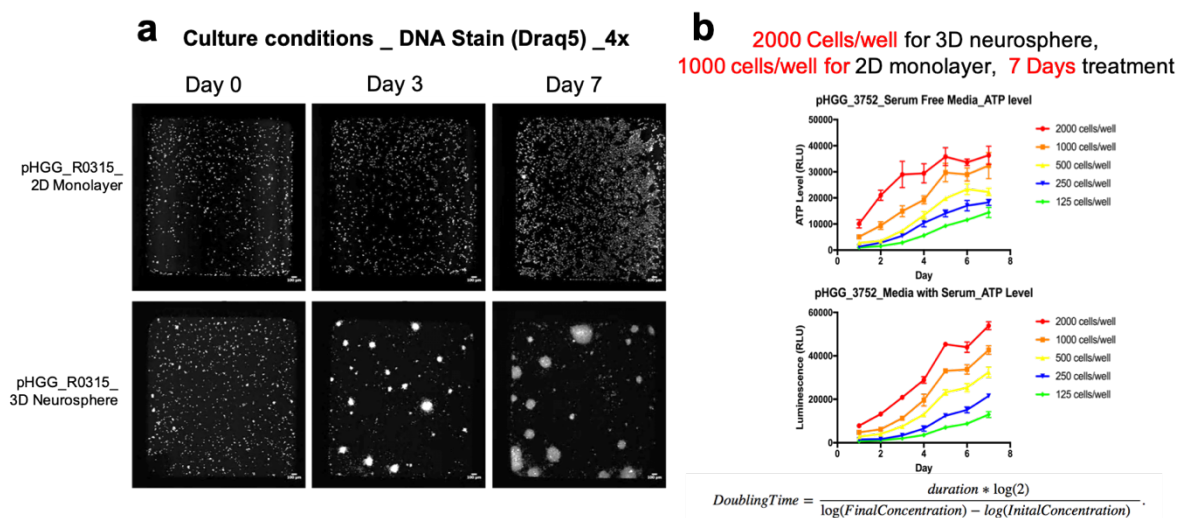 a
Culture conditions _ DNA Stain (Draq5) _4x
Day 0
Day 3
Day 7
pHGG_R0315_
2D Monolayer
pHGG_R0315_
3D Neurosphere
b
2000 Cells/well for 3D neurosphere,
1000 cells/well for 2D monolayer, 7 Days treatment
pHGG_3752_Serum Free Media_ATP level
ATP Level (RLU)
50000
40000
30000
20000
10000
0
0
2
4
6
8
Day
2000 cells/well
1000 cells/well
500 cells/well
250 cells/well
125 cells/well
pHGG_3752_Media with Serum_ATP Level
Luminescence (RLU)
60000
40000
20000
0
0
2
4
6
8
Day
2000 cells/well
1000 cells/well
500 cells/well
250 cells/well
125 cells/well
DoublingTime = duration * log(2)
log(FinalConcentration) − log(InitalConcentration) .